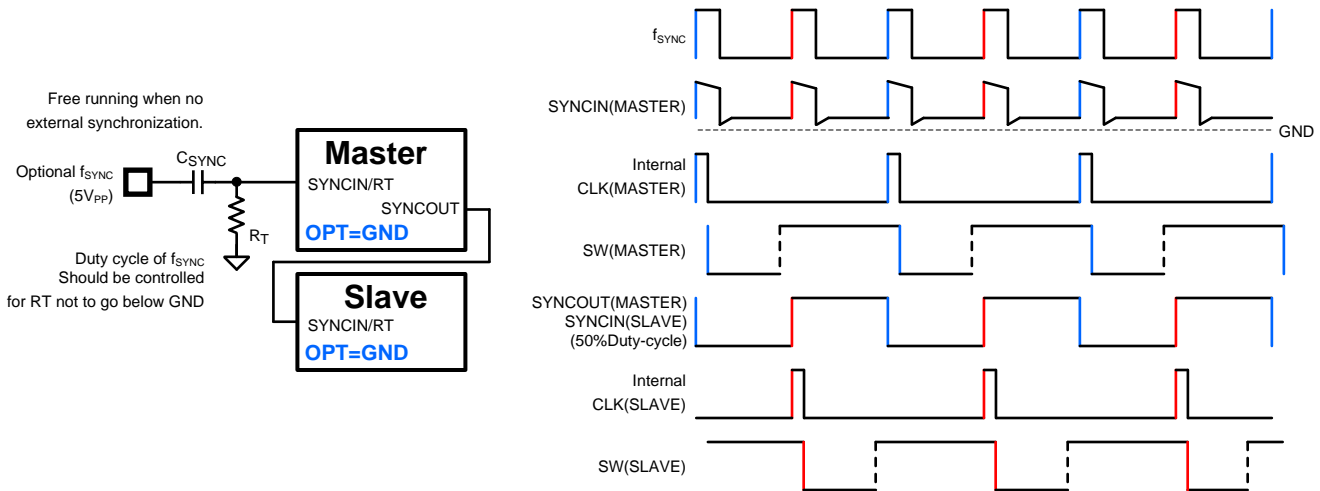 Free running when no
external synchronization.
Optional fSYNC
(5VPP)
CSYNC
RT
Duty cycle of fSYNC
Should be controlled
for RT not to go below GND
Master
SYNCIN/RT
SYNCOUT
OPT=GND
Slave
SYNCIN/RT
OPT=GND
fSYNC
SYNCIN(MASTER)
GND
Internal
CLK(MASTER)
SW(MASTER)
SYNCOUT(MASTER)
SYNCIN(SLAVE)
(50%Duty-cycle)
Internal
CLK(SLAVE)
SW(SLAVE)